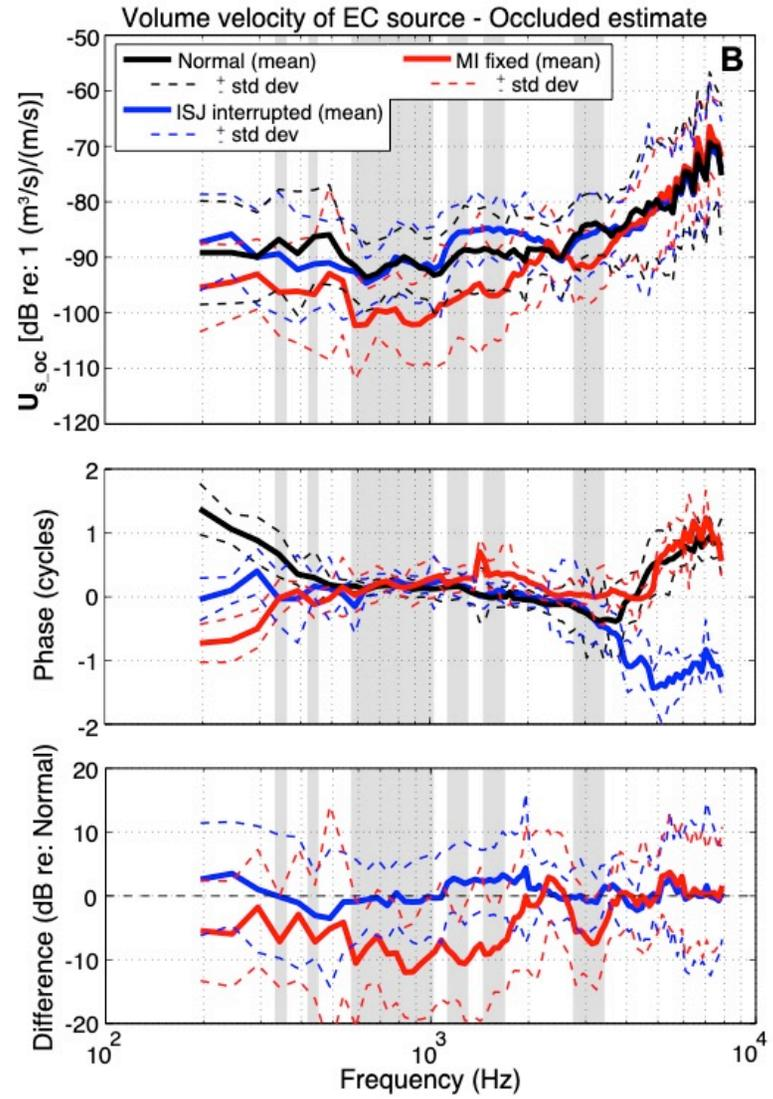 Volume velocity of EC source - Occluded estimate
B
Normal (mean)
± std dev
ISJ interrupted (mean)
± std dev
MI fixed (mean)
± std dev
U_s_oc [dB re: 1 (m³/s)/(m/s)]
-50
-60
-70
-80
-90
-100
-110
-120
Phase (cycles)
2
1
0
-1
-2
Difference (dB re: Normal)
20
10
0
-10
-20
10² 10³ 10⁴
Frequency (Hz)